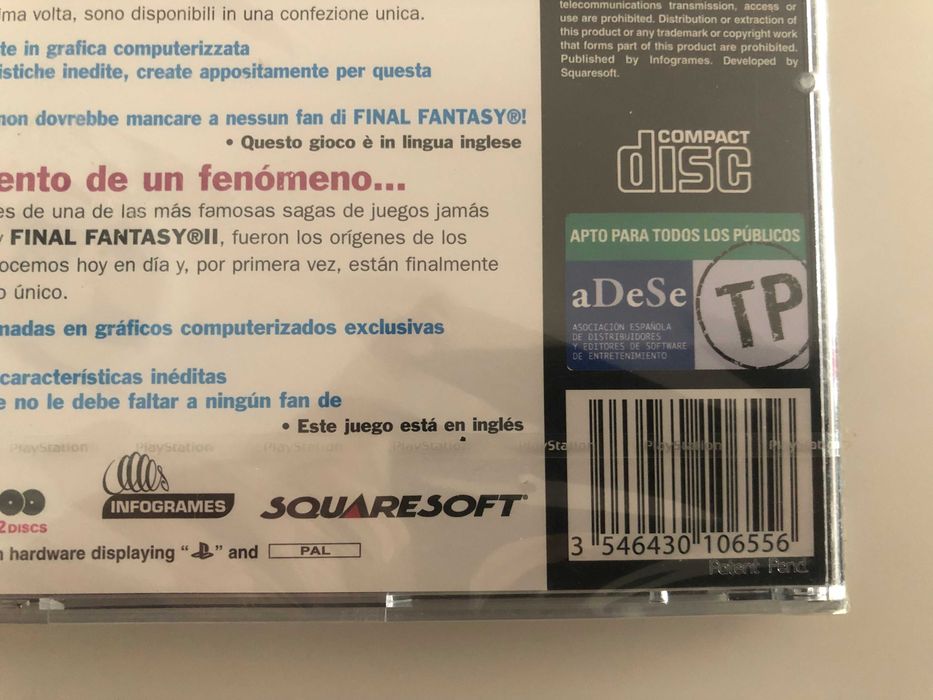 ima volta, sono disponibili in una confezione unica.
te in grafica computerizzata
istiche inedite, create appositamente per questa
non dovrebbe mancare a nessun fan di FINAL FANTASY®!
• Questo gioco è in lingua inglese
ento de un fenómeno...
es de una de las más famosas sagas de juegos jamás
y FINAL FANTASY®II, fueron los orígenes de los
ocemos hoy en día y, por primera vez, están finalmente
o único.
madas en gráficos computerizados exclusivas
características inéditas
e no le debe faltar a ningún fan de
• Este juego está en inglés
PlayStation PlayStation PlayStation PlayStation PlayStation PlayStation PlaySta
INFOGRAMES
SQUARESOFT
2 DISCS
n hardware displaying " " and PAL
telecommunications transmission, access or
use are prohibited. Distribution or extraction of
this product or any trademark or copyright work
that forms part of this product are prohibited.
Published by Infogrames. Developed by
Squaresoft.
COMPACT
disc
APTO PARA TODOS LOS PÚBLICOS
aDeSe
TP
ASOCIACIÓN ESPAÑOLA
DE DISTRIBUIDORES
Y EDITORES DE SOFTWARE
DE ENTRETENIMIENTO
3 546430 106556
Patent Pend.